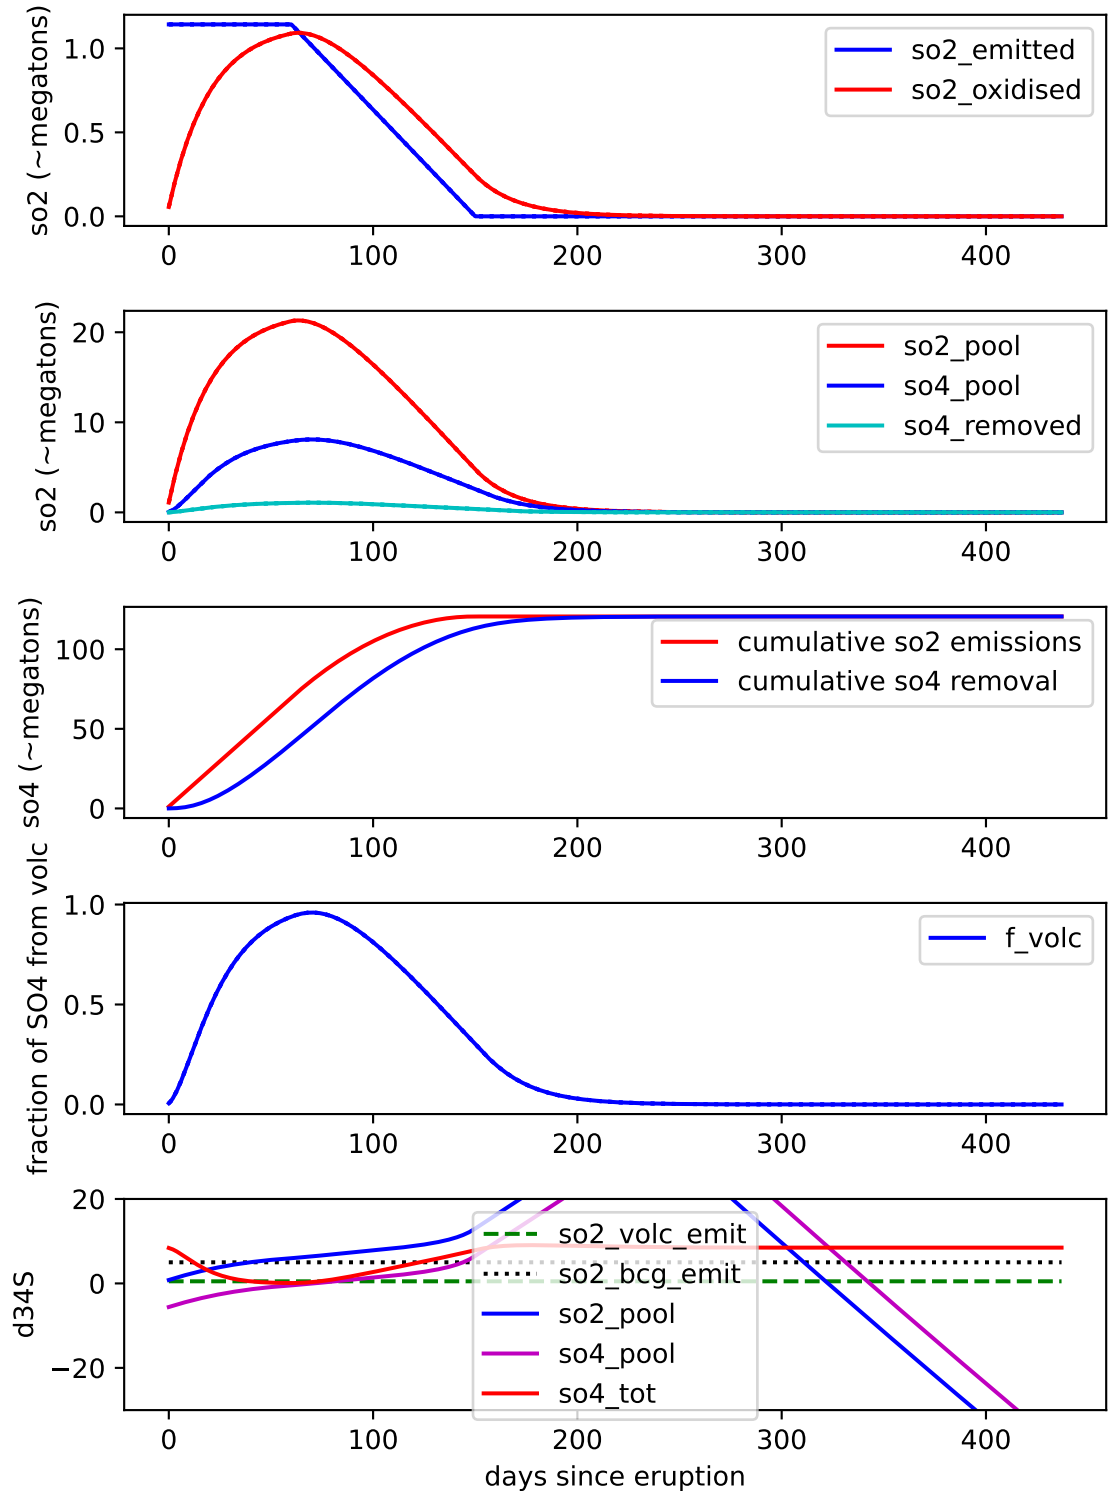 so2 (~megatons)
1.0
0.5
0.0
so2_emitted
so2_oxidised
0 100 200 300 400
so2 (~megatons)
20
10
0
so2_pool
so4_pool
so4_removed
0 100 200 300 400
so4 (~megatons)
100
50
0
cumulative so2 emissions
cumulative so4 removal
0 100 200 300 400
fraction of SO4 from volc
1.0
0.5
0.0
f_volc
0 100 200 300 400
d34S
20
0
−20
so2_volc_emit
so2_bcg_emit
so2_pool
so4_pool
so4_tot
0 100 200 300 400
days since eruption